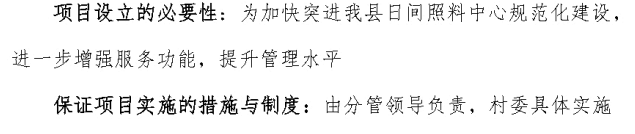 项目设立的必要性：为加快突进我县日间照料中心规范化建设，
进一步增强服务功能，提升管理水平
保证项目实施的措施与制度：由分管领导负责，村委具体实施